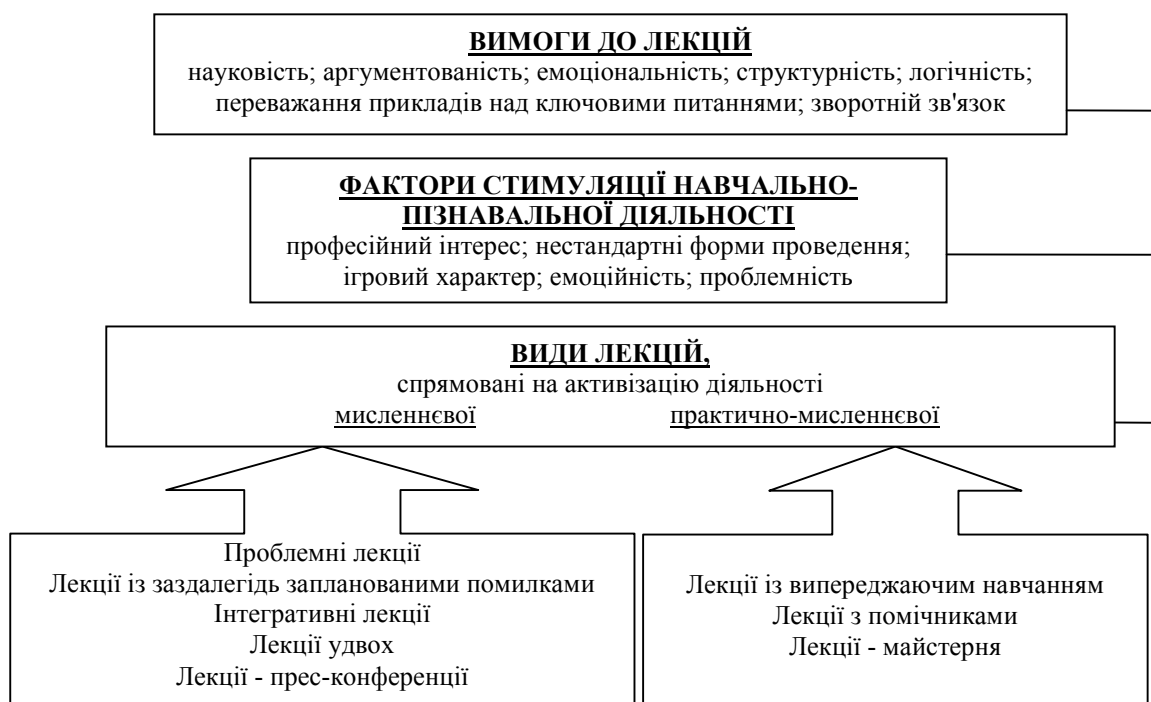 ВИМОГИ ДО ЛЕКЦІЙ
науковість; аргументованість; емоціональність; структурність; логічність;
переважання прикладів над ключовими питаннями; зворотній зв'язок
ФАКТОРИ СТИМУЛЯЦІЇ НАВЧАЛЬНО-
ПІЗНАВАЛЬНОЇ ДІЯЛЬНОСТІ
професійний інтерес; нестандартні форми проведення;
ігровий характер; емоційність; проблемність
ВИДИ ЛЕКЦІЙ,
спрямовані на активізацію діяльності
мисленнєвої практично-мисленнєвої
Проблемні лекції
Лекції із заздалегідь запланованими помилками
Інтегративні лекції
Лекції удвох
Лекції - прес-конференції
Лекції із випереджаючим навчанням
Лекції з помічниками
Лекції - майстерня